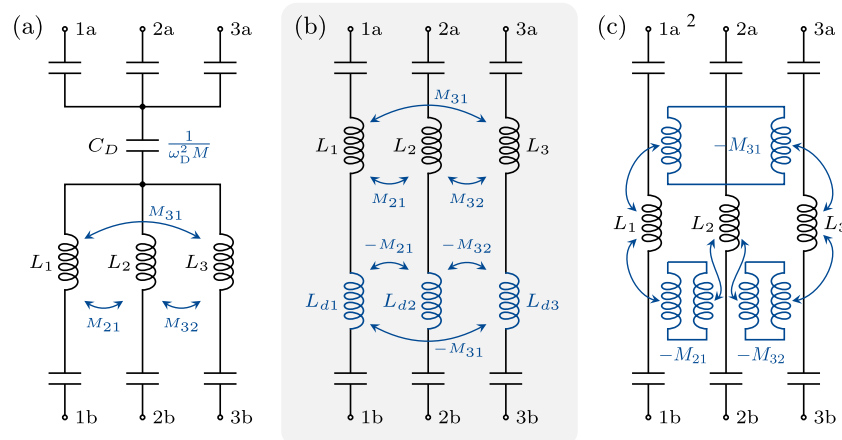 (a) 1a 2a 3a
C_D 1/(ω_D^2 M)
M_31
L_1 L_2 L_3
M_21 M_32
1b 2b 3b
(b) 1a 2a 3a
M_31
L_1 L_2 L_3
M_21 M_32
−M_21 −M_32
L_d1 L_d2 L_d3
−M_31
1b 2b 3b
(c) 1a 2 2a 3a
−M_31
L_1 L_2 L_3
−M_21 −M_32
1b 2b 3b